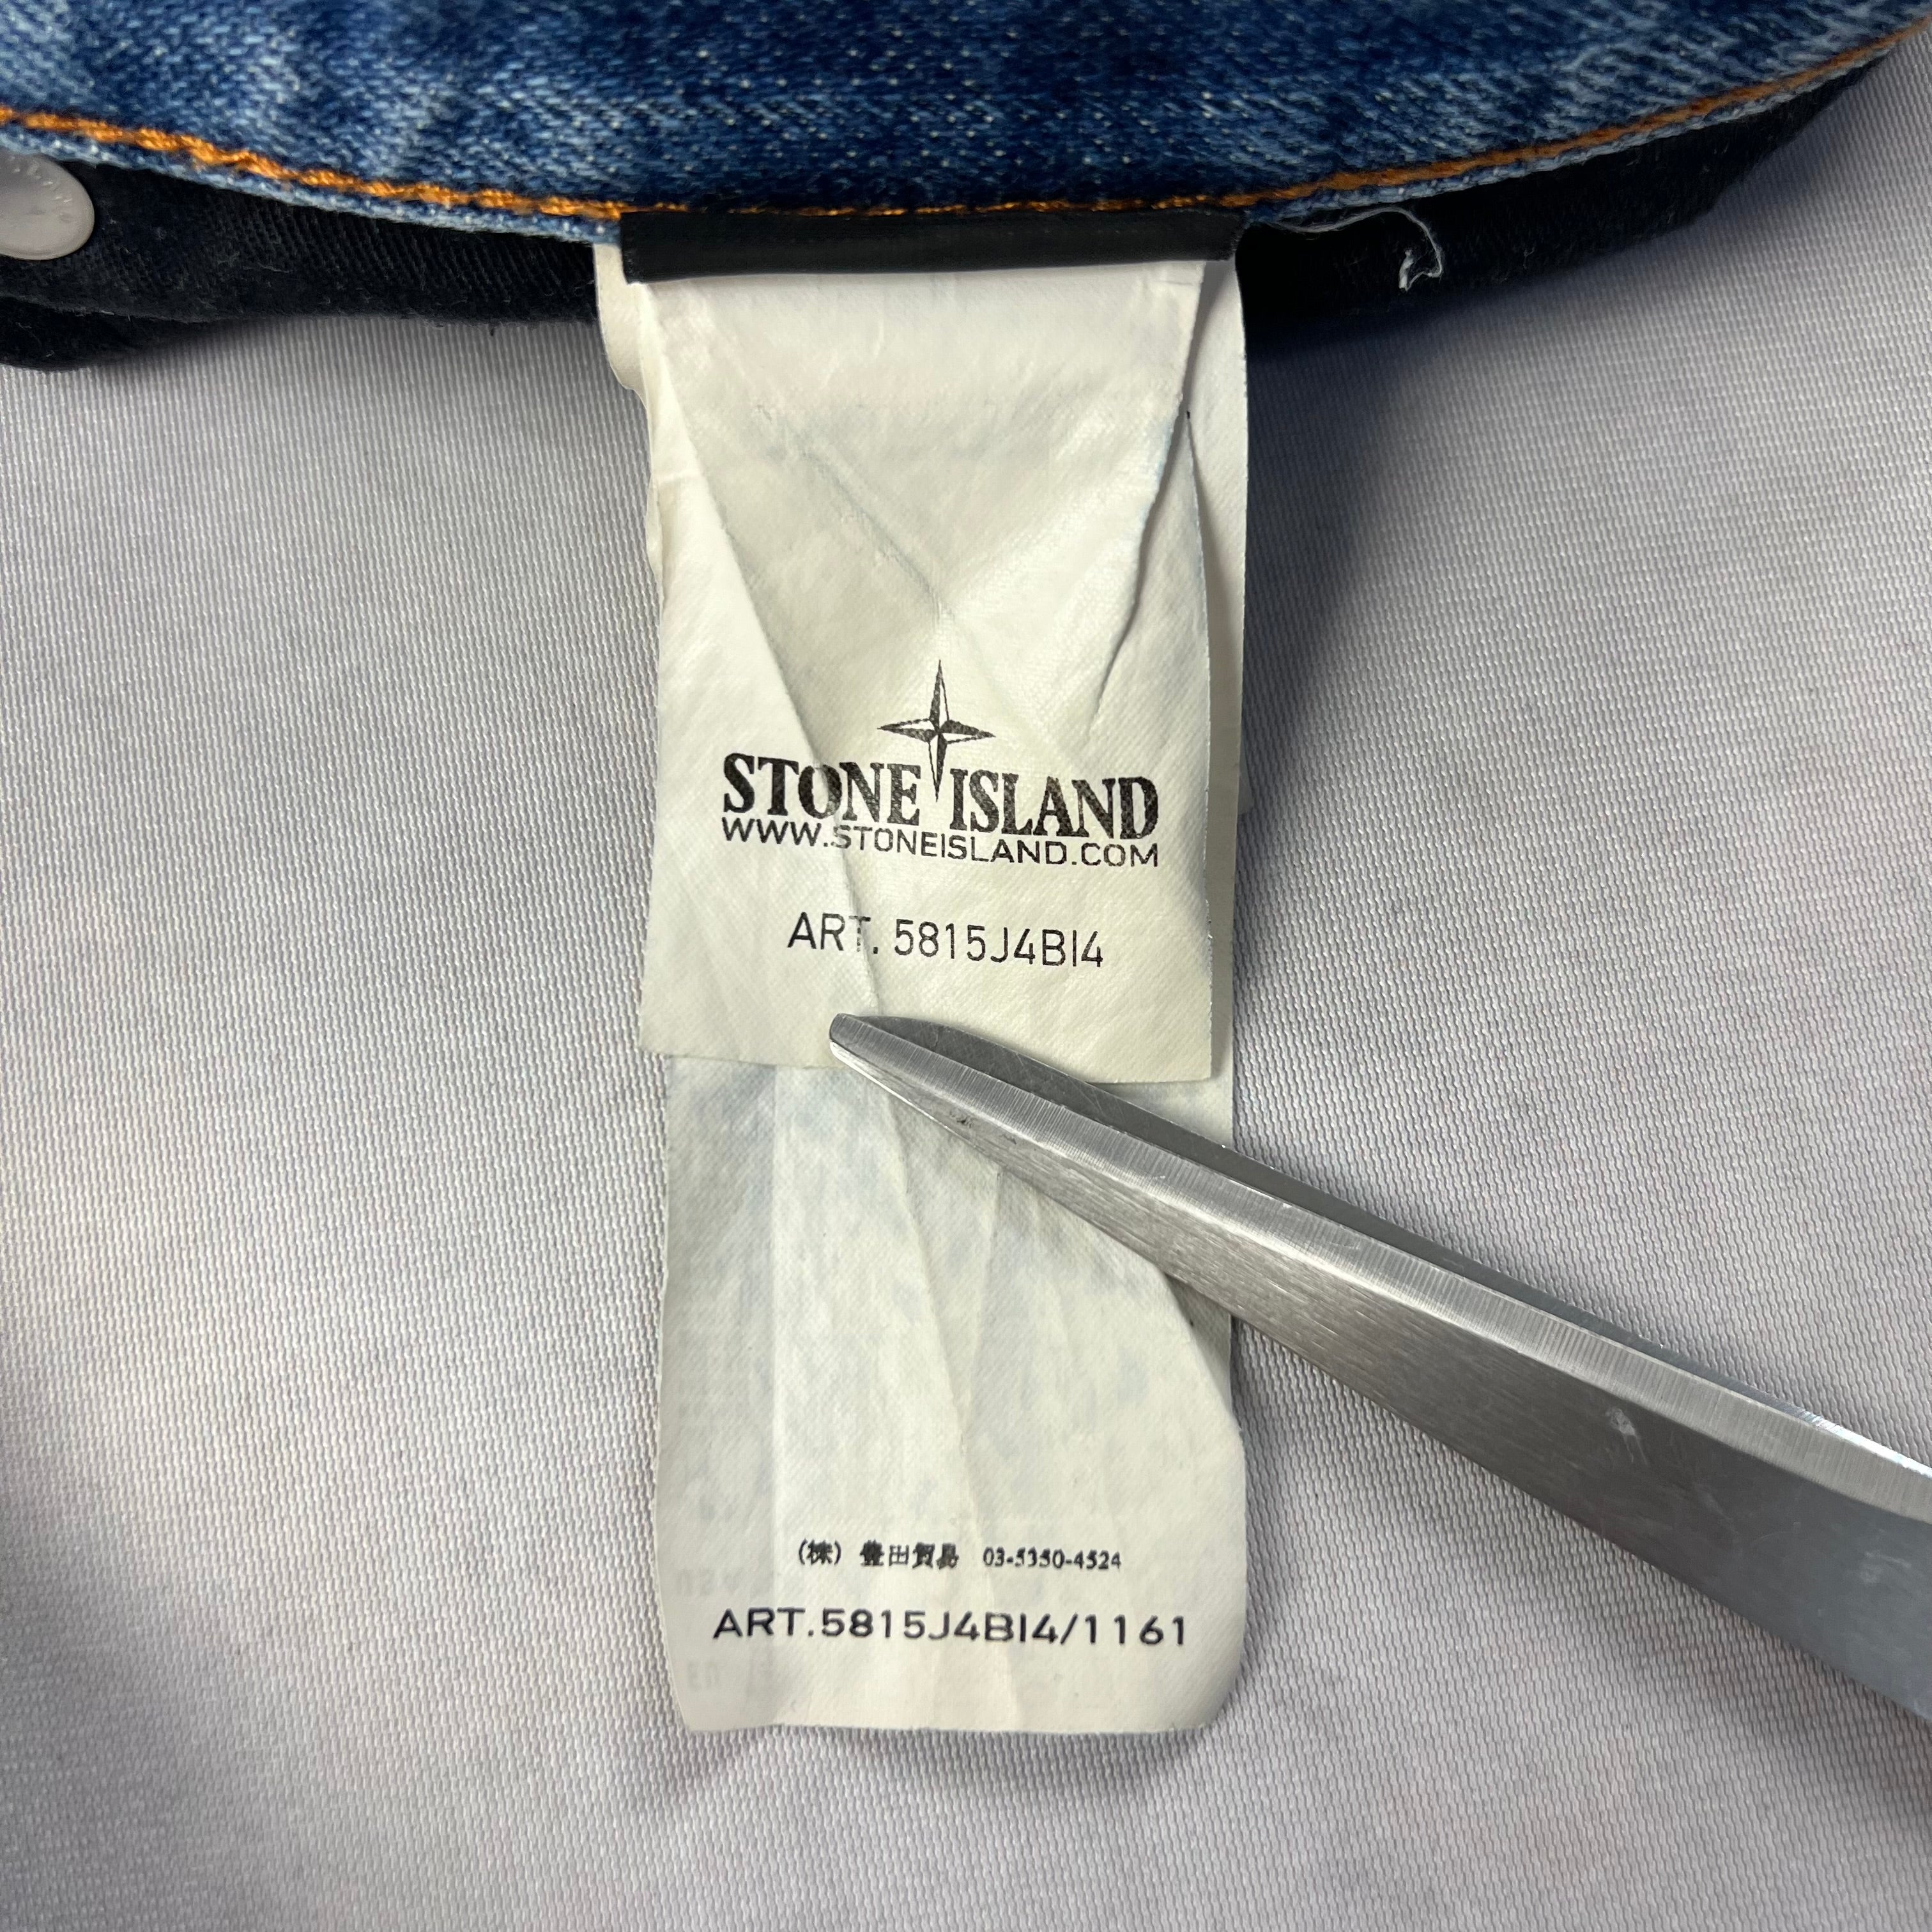 STONE ISLAND
WWW.STONEISLAND.COM
ART. 5815J4BI4
(株) 豊田貿易 03-5350-4524
ART.5815J4BI4/1161